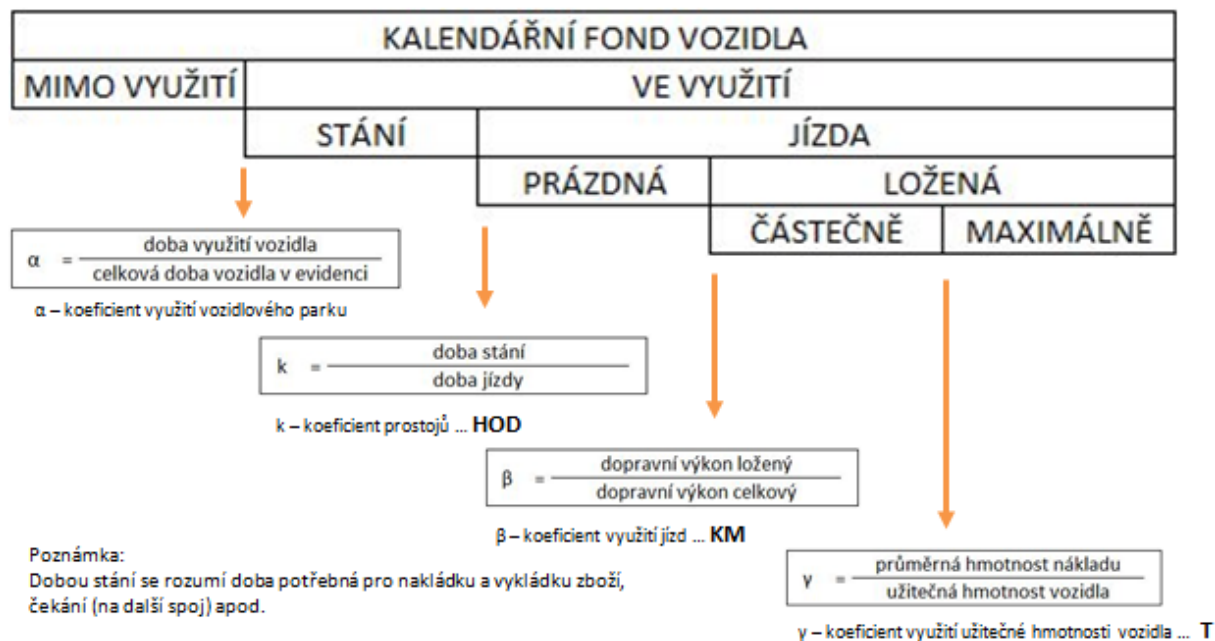 KALENDÁŘNÍ FOND VOZIDLA
MIMO VYUŽITÍ VE VYUŽITÍ
STÁNÍ JÍZDA
PRÁZDNÁ LOŽENÁ
ČÁSTEČNĚ MAXIMÁLNĚ
α = doba využití vozidla
celková doba vozidla v evidenci
α – koeficient využití vozidlového parku
k = doba stání
doba jízdy
k – koeficient prostojů ... HOD
β = dopravní výkon ložený
dopravní výkon celkový
β – koeficient využití jízd ... KM
Poznámka:
Dobou stání se rozumí doba potřebná pro nakládku a vykládku zboží,
čekání (na další spoj) apod.
γ = průměrná hmotnost nákladu
užitečná hmotnost vozidla
γ – koeficient využití užitečné hmotnosti vozidla ... T